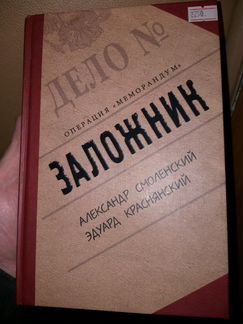 ДЕЛО №
ОПЕРАЦИЯ «МЕМОРАНДУМ»
ЗАЛОЖНИК
АЛЕКСАНДР СМОЛЕНСКИЙ
ЭДУАРД КРАСНЯНСКИЙ